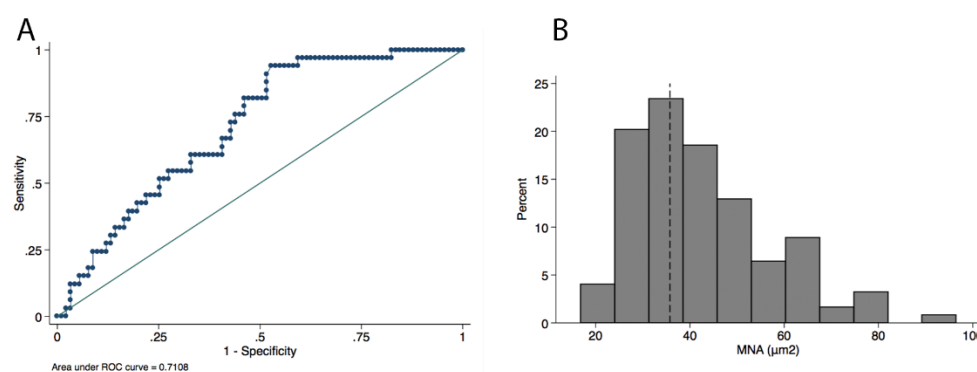 A
1
.75
.5
.25
0
Sensitivity
0 .25 .5 .75 1
1 - Specificity
Area under ROC curve = 0.7108
B
25
20
15
10
5
0
Percent
20 40 60 80 100
MNA (µm2)